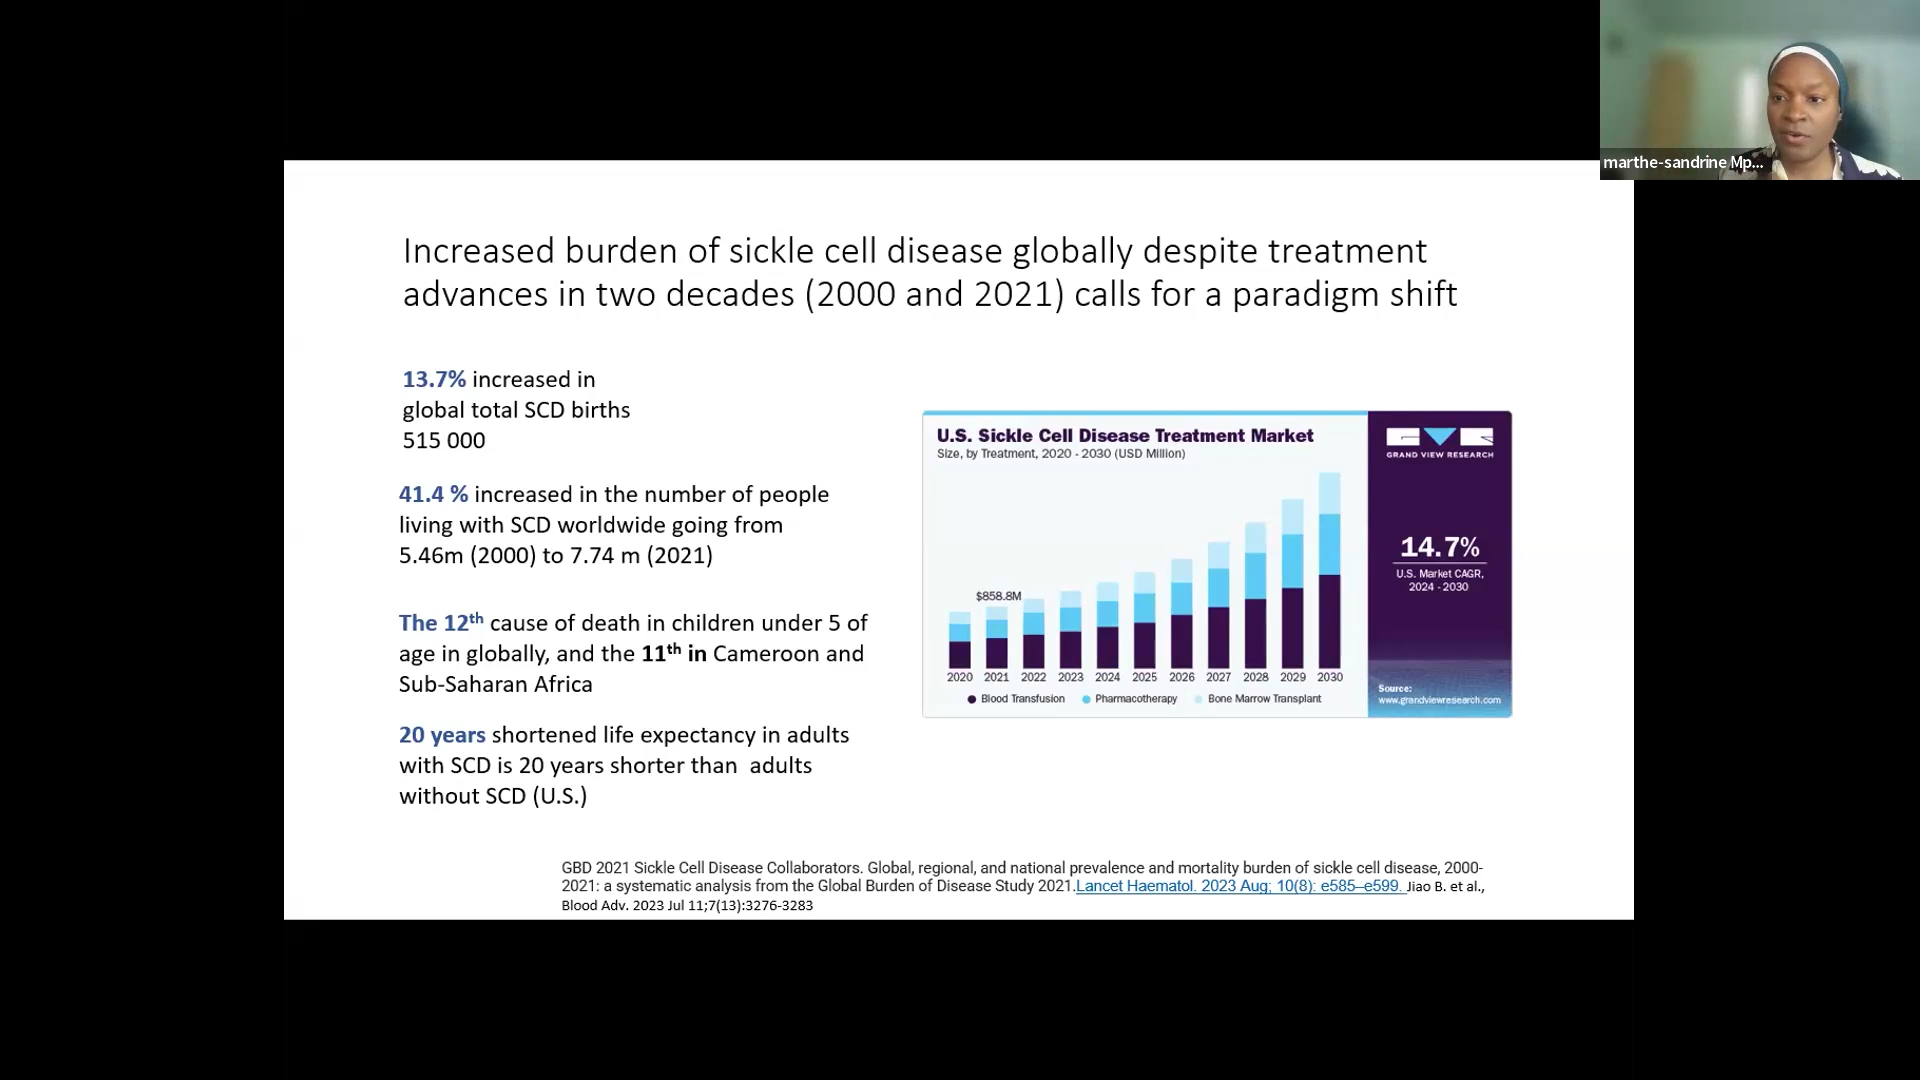 marthe-sandrine Mp...
Increased burden of sickle cell disease globally despite treatment
advances in two decades (2000 and 2021) calls for a paradigm shift
13.7% increased in
global total SCD births
515 000
41.4 % increased in the number of people
living with SCD worldwide going from
5.46m (2000) to 7.74 m (2021)
The 12th cause of death in children under 5 of
age in globally, and the 11th in Cameroon and
Sub-Saharan Africa
20 years shortened life expectancy in adults
with SCD is 20 years shorter than adults
without SCD (U.S.)
U.S. Sickle Cell Disease Treatment Market
Size, by Treatment, 2020 - 2030 (USD Million)
$858.8M
2020 2021 2022 2023 2024 2025 2026 2027 2028 2029 2030
Blood Transfusion Pharmacotherapy Bone Marrow Transplant
GRAND VIEW RESEARCH
14.7%
U.S. Market CAGR,
2024 - 2030
Source:
www.grandviewresearch.com
GBD 2021 Sickle Cell Disease Collaborators. Global, regional, and national prevalence and mortality burden of sickle cell disease, 2000-
2021: a systematic analysis from the Global Burden of Disease Study 2021.Lancet Haematol. 2023 Aug; 10(8): e585–e599. Jiao B. et al.,
Blood Adv. 2023 Jul 11;7(13):3276-3283